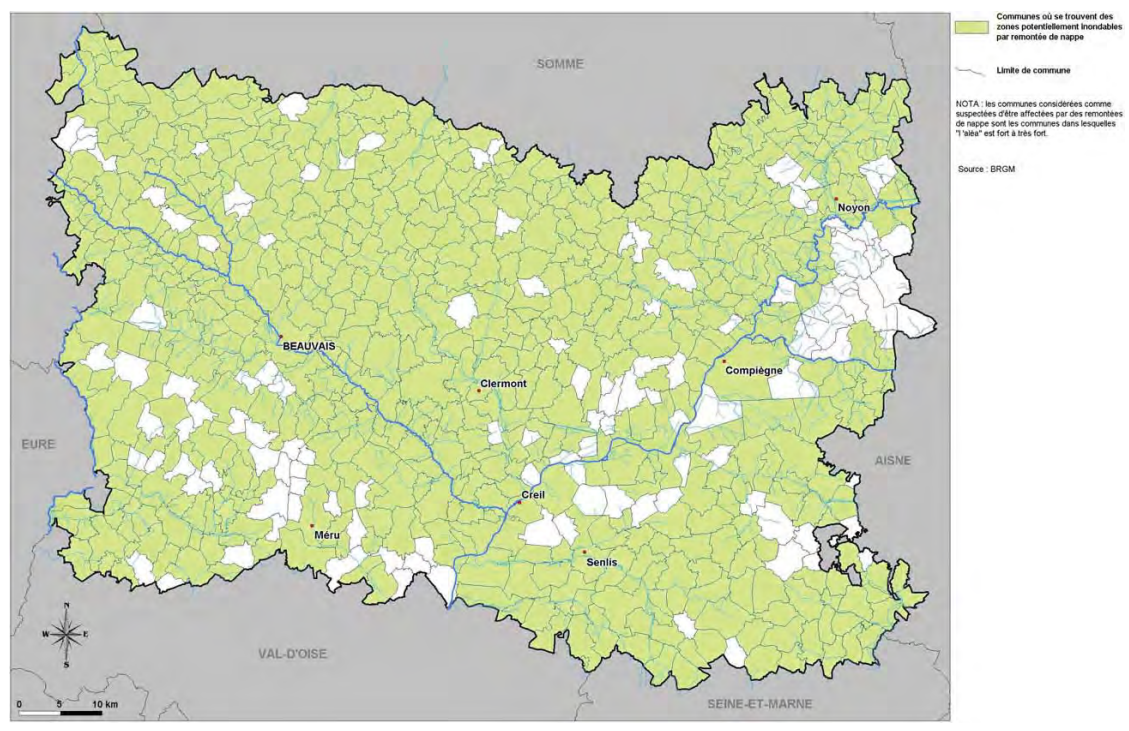 Communes où se trouvent des
zones potentiellement inondables
par remontée de nappe
Limite de commune
NOTA : les communes considérées comme
suspectées d'être affectées par des remontées
de nappe sont les communes dans lesquelles
"l 'aléa" est fort à très fort.
Source : BRGM
SOMME
Noyon
BEAUVAIS
Compiègne
Clermont
EURE
AISNE
Creil
Méru
Senlis
N
W E
S
VAL-D'OISE
SEINE-ET-MARNE
0 5 10 km